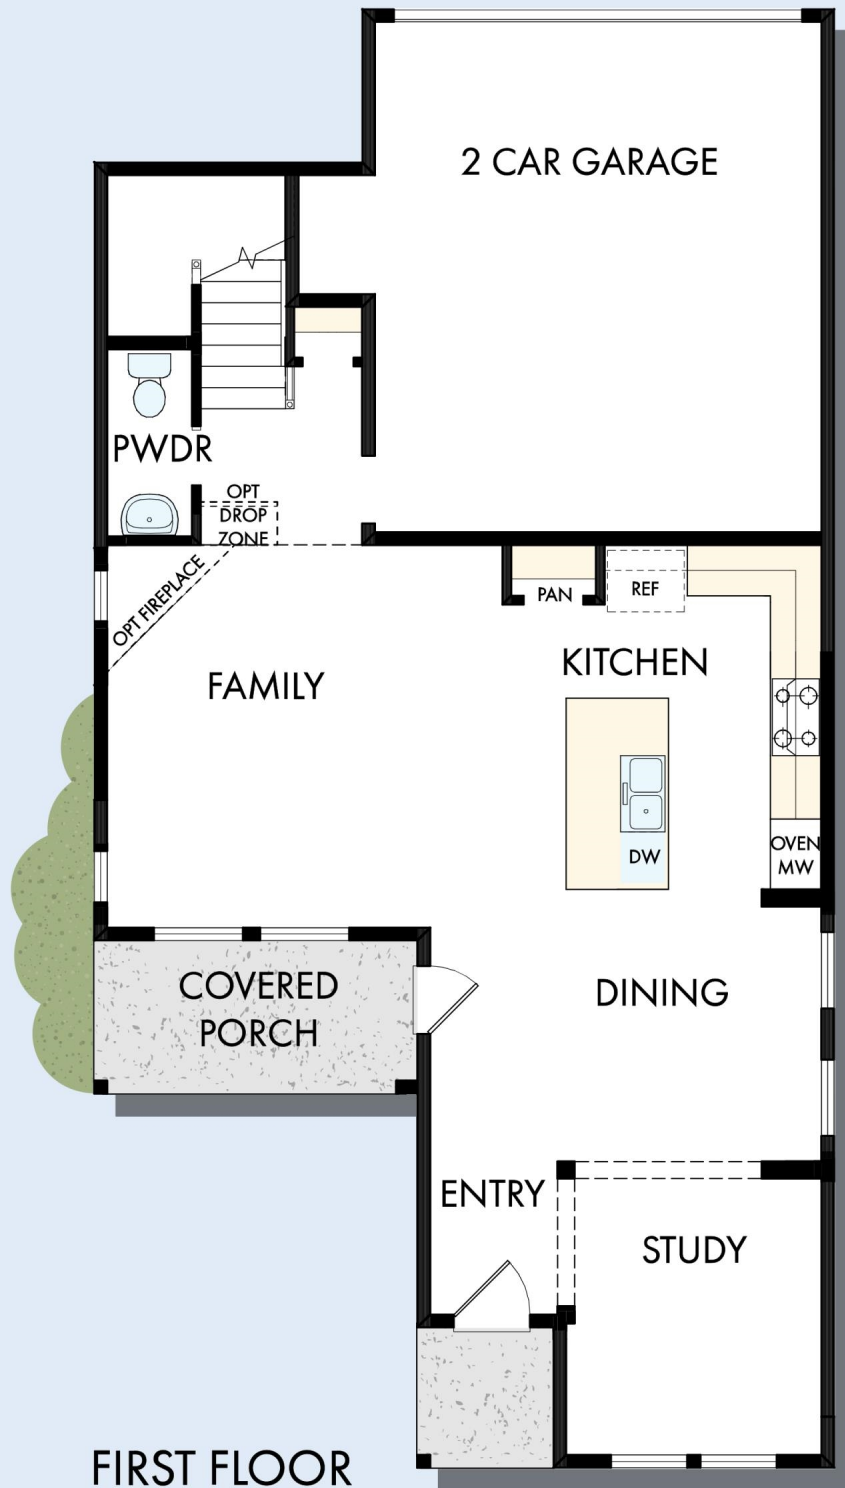 2 CAR GARAGE
PWDR
OPT
DROP
ZONE
OPT FIREPLACE
PAN
REF
KITCHEN
FAMILY
DW
OVEN
MW
COVERED
PORCH
DINING
ENTRY
STUDY
FIRST FLOOR